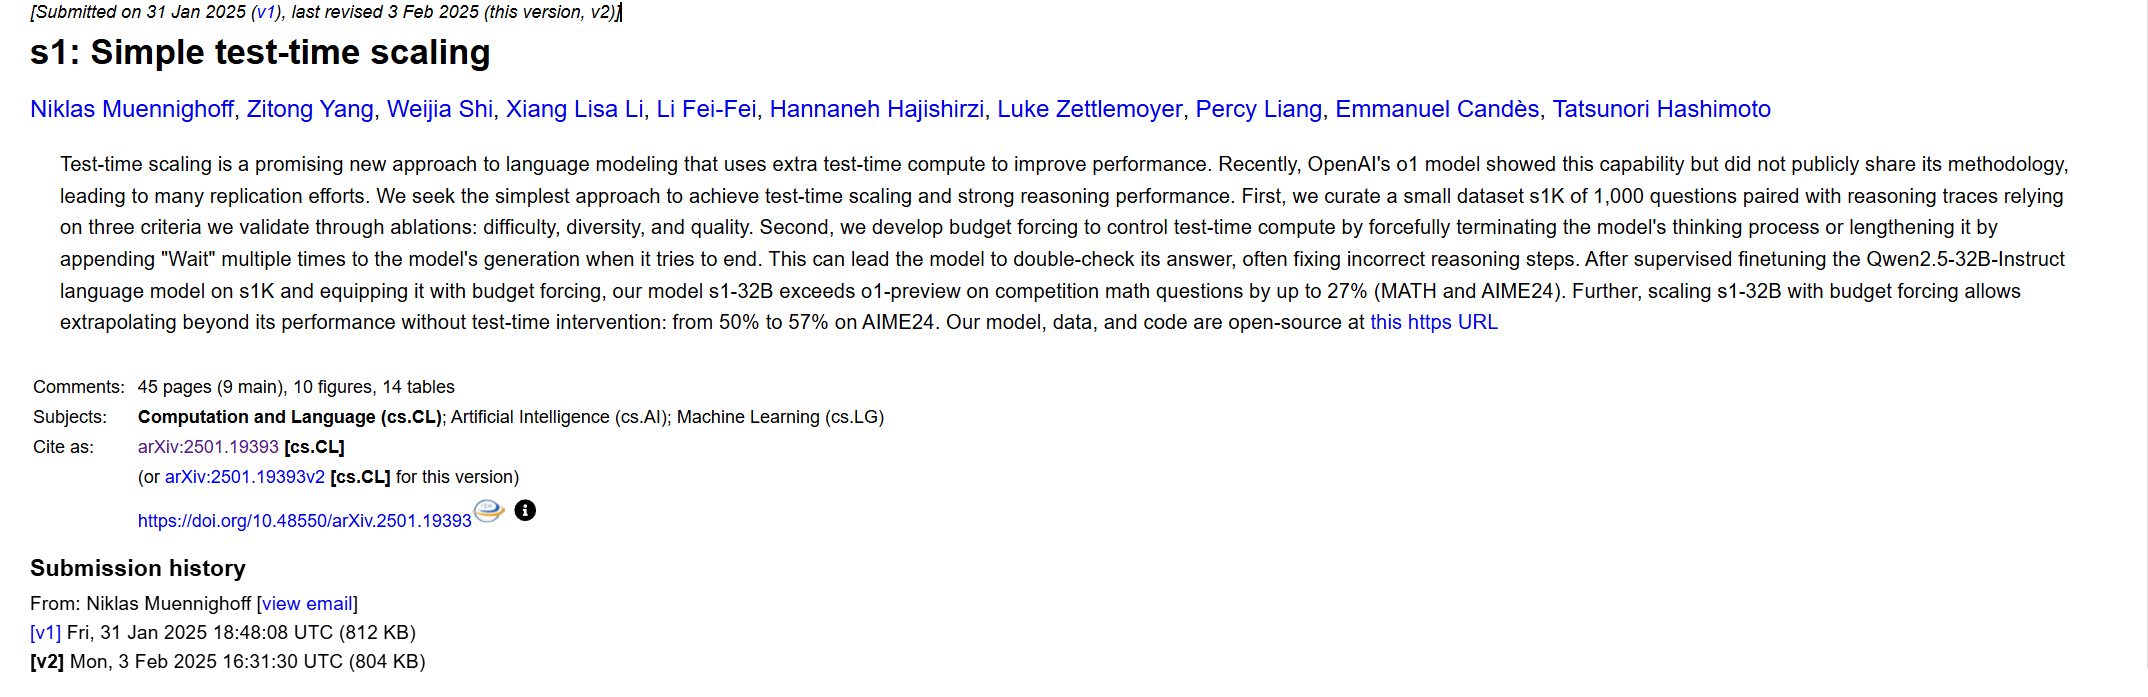 [Submitted on 31 Jan 2025 (v1), last revised 3 Feb 2025 (this version, v2)]
s1: Simple test-time scaling
Niklas Muennighoff, Zitong Yang, Weijia Shi, Xiang Lisa Li, Li Fei-Fei, Hannaneh Hajishirzi, Luke Zettlemoyer, Percy Liang, Emmanuel Candès, Tatsunori Hashimoto
Test-time scaling is a promising new approach to language modeling that uses extra test-time compute to improve performance. Recently, OpenAI's o1 model showed this capability but did not publicly share its methodology,
leading to many replication efforts. We seek the simplest approach to achieve test-time scaling and strong reasoning performance. First, we curate a small dataset s1K of 1,000 questions paired with reasoning traces relying
on three criteria we validate through ablations: difficulty, diversity, and quality. Second, we develop budget forcing to control test-time compute by forcefully terminating the model's thinking process or lengthening it by
appending "Wait" multiple times to the model's generation when it tries to end. This can lead the model to double-check its answer, often fixing incorrect reasoning steps. After supervised finetuning the Qwen2.5-32B-Instruct
language model on s1K and equipping it with budget forcing, our model s1-32B exceeds o1-preview on competition math questions by up to 27% (MATH and AIME24). Further, scaling s1-32B with budget forcing allows
extrapolating beyond its performance without test-time intervention: from 50% to 57% on AIME24. Our model, data, and code are open-source at this https URL
Comments: 45 pages (9 main), 10 figures, 14 tables
Subjects: Computation and Language (cs.CL); Artificial Intelligence (cs.AI); Machine Learning (cs.LG)
Cite as: arXiv:2501.19393 [cs.CL]
(or arXiv:2501.19393v2 [cs.CL] for this version)
https://doi.org/10.48550/arXiv.2501.19393
Submission history
From: Niklas Muennighoff [view email]
[v1] Fri, 31 Jan 2025 18:48:08 UTC (812 KB)
[v2] Mon, 3 Feb 2025 16:31:30 UTC (804 KB)